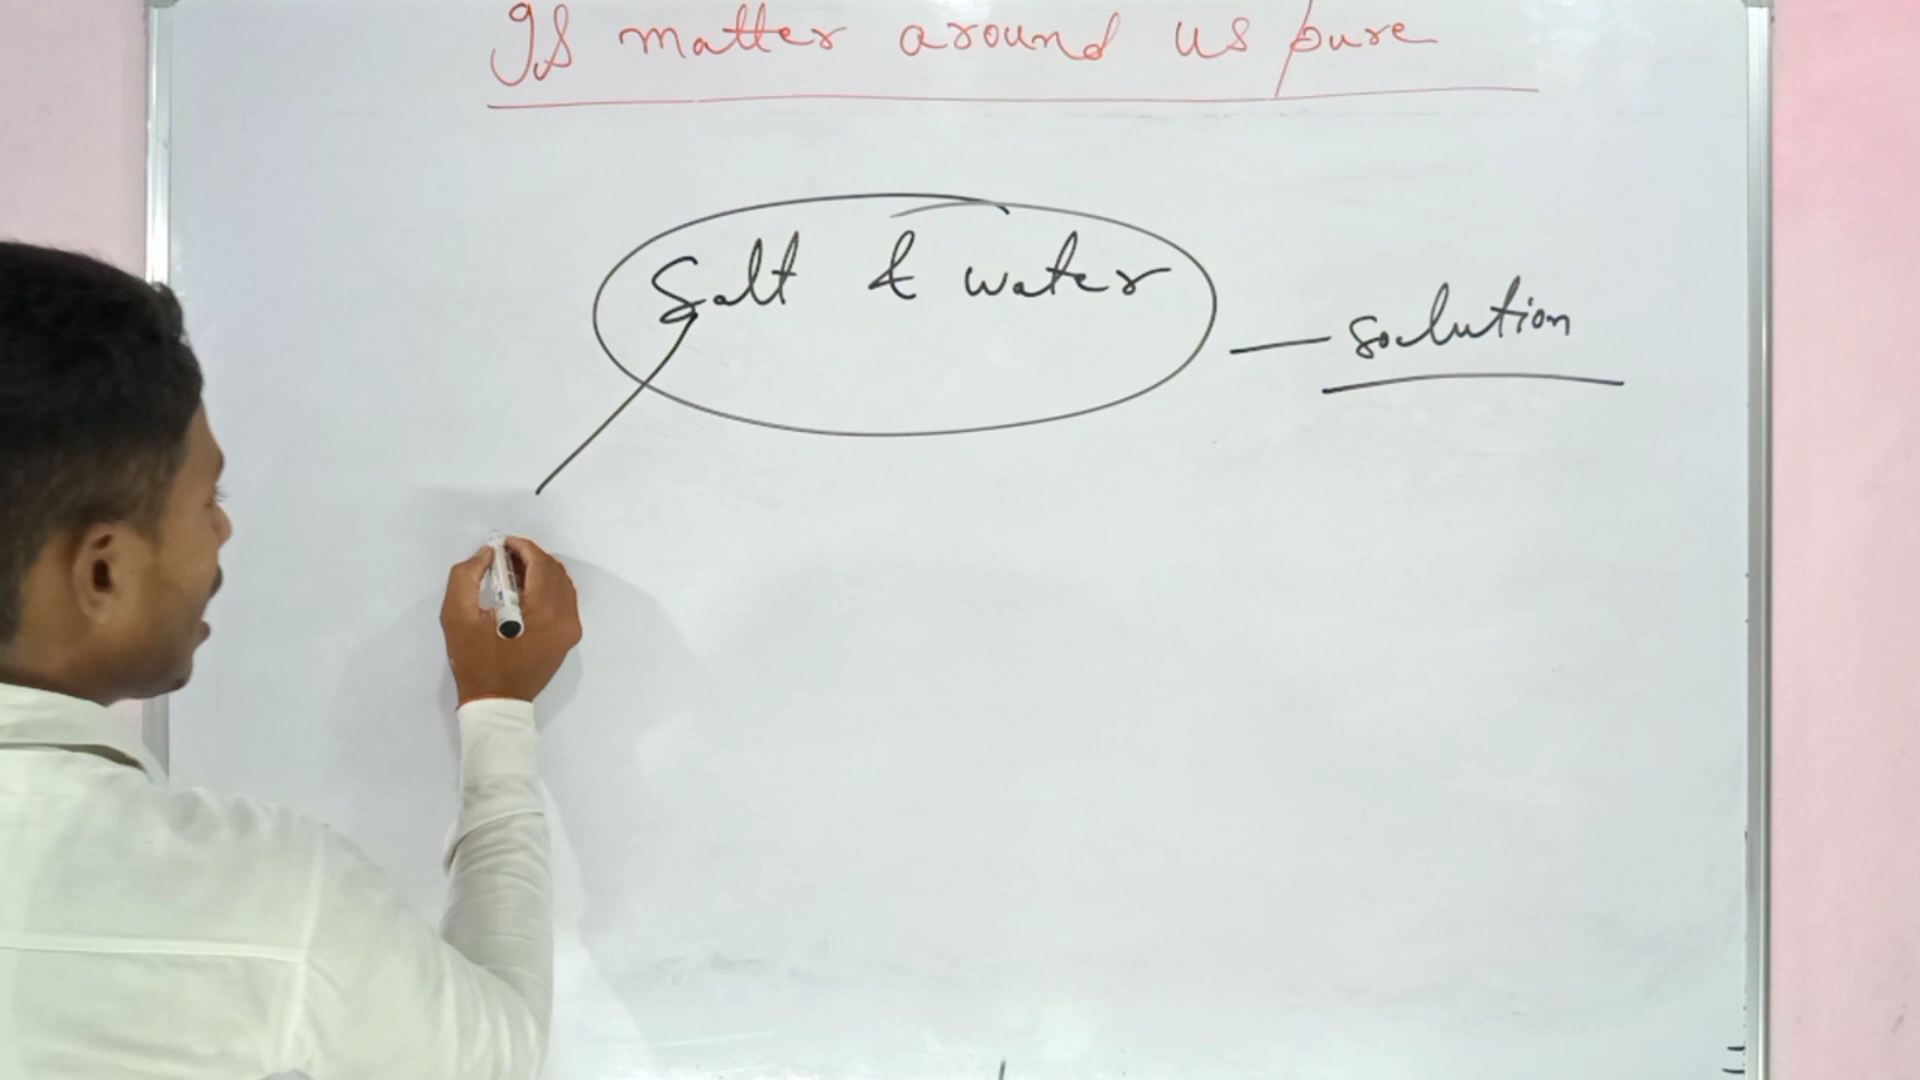 Is matter around us pure
Salt & water
— solution